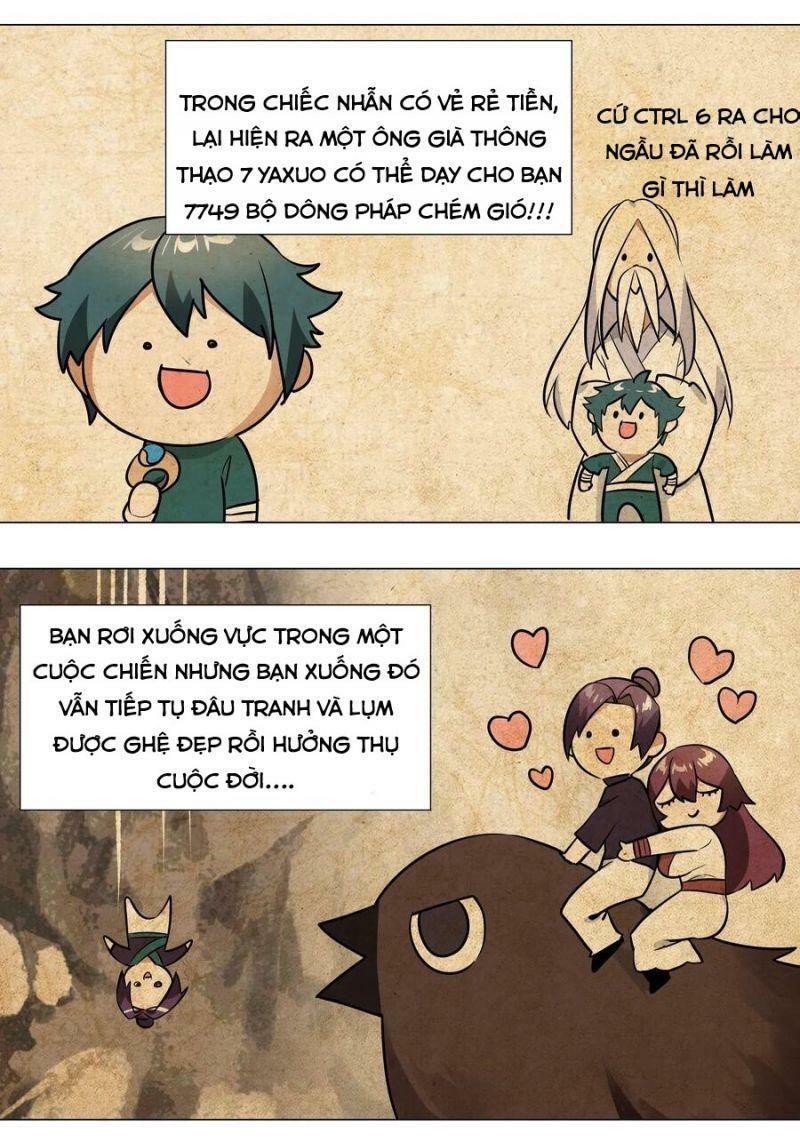 TRONG CHIẾC NHẪN CÓ VẺ RẺ TIỀN,
LẠI HIỆN RA MỘT ÔNG GIÀ THÔNG
THẠO 7 YAXUO CÓ THỂ DẠY CHO BẠN
7749 BỘ DÔNG PHÁP CHÉM GIÓ!!!
CỨ CTRL 6 RA CHO
NGẦU ĐÃ RỒI LÀM
GÌ THÌ LÀM
BẠN RƠI XUỐNG VỰC TRONG MỘT
CUỘC CHIẾN NHƯNG BẠN XUỐNG ĐÓ
VẪN TIẾP TỤ ĐÂU TRANH VÀ LỤM
ĐƯỢC GHỆ ĐẸP RỒI HƯỞNG THỤ
CUỘC ĐỜI....